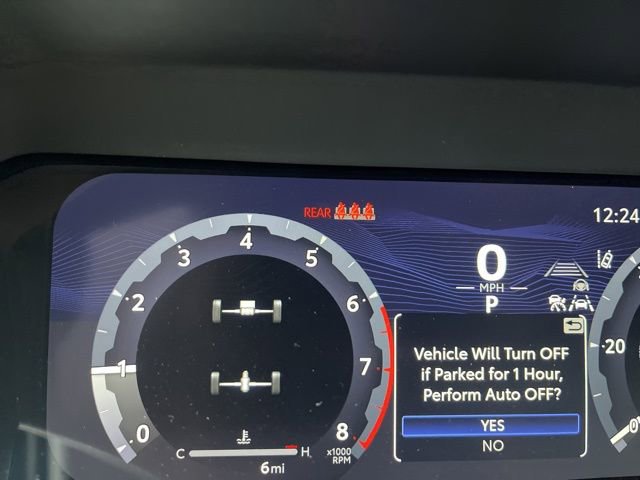 REAR
12:24
4
3
5
2
6
1
7
0
8
x1000
RPM
C
H
6mi
0
MPH
P
Vehicle Will Turn OFF
if Parked for 1 Hour,
Perform Auto OFF?
YES
NO
20
0